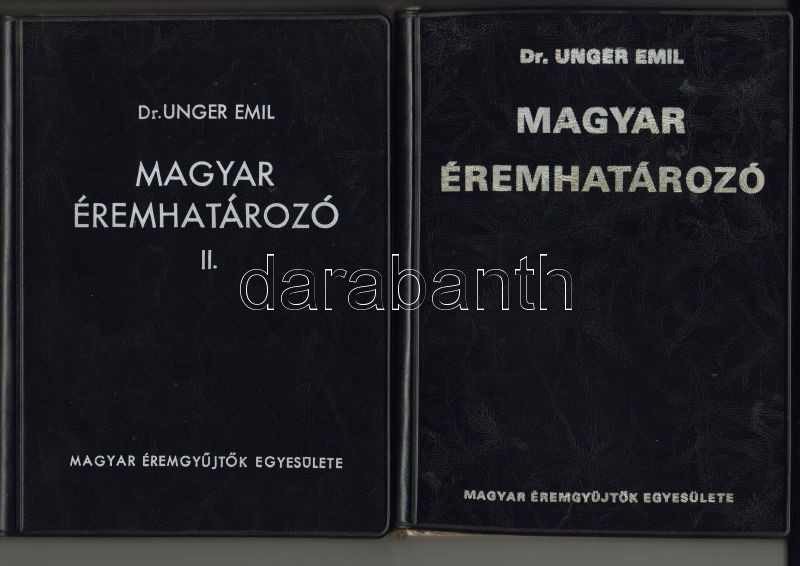 Dr. UNGER EMIL
MAGYAR
ÉREMHATÁROZÓ
II.
MAGYAR ÉREMGYŰJTŐK EGYESÜLETE
Dr. UNGER EMIL
MAGYAR
ÉREMHATÁROZÓ
MAGYAR ÉREMGYŰJTŐK EGYESÜLETE
darabanth